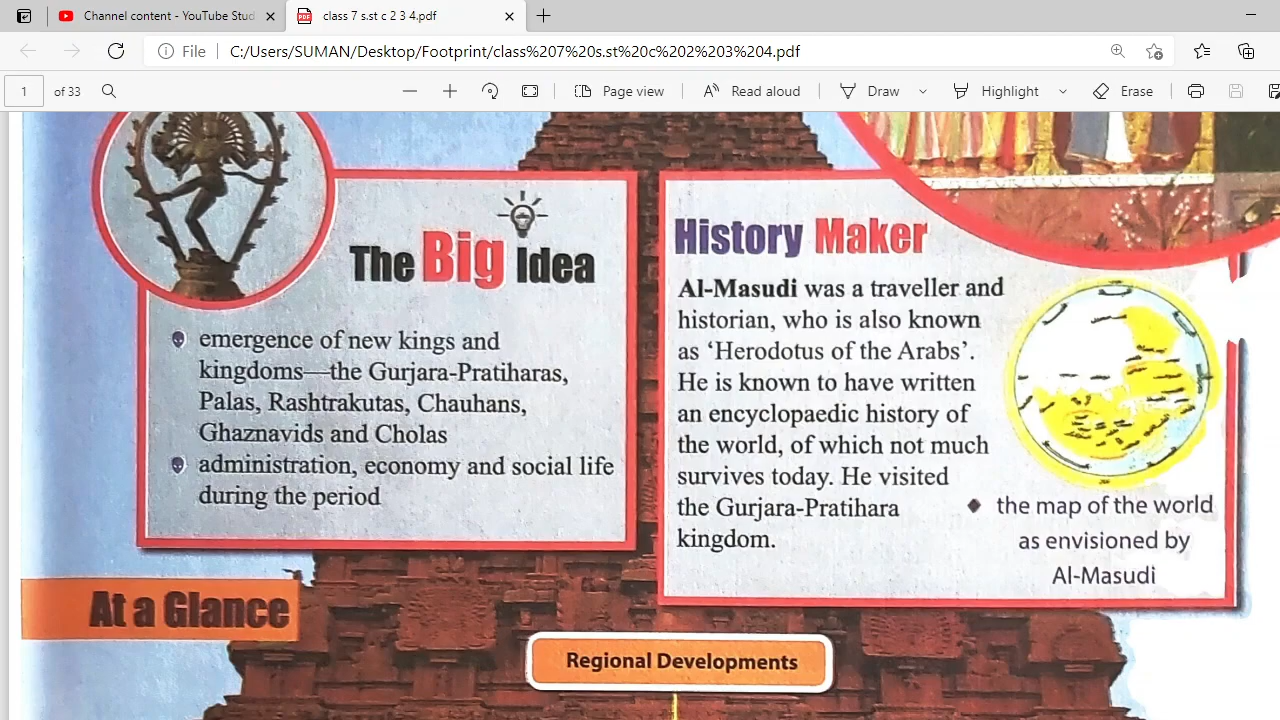 Channel content - YouTube Stud
class 7 s.st c 2 3 4.pdf
File
C:/Users/SUMAN/Desktop/Footprint/class%207%20s.st%20c%202%203%204.pdf
1 of 33
Page view
Read aloud
Draw
Highlight
Erase
The Big Idea
emergence of new kings and
kingdoms—the Gurjara-Pratiharas,
Palas, Rashtrakutas, Chauhans,
Ghaznavids and Cholas
administration, economy and social life
during the period
History Maker
Al-Masudi was a traveller and
historian, who is also known
as ‘Herodotus of the Arabs’.
He is known to have written
an encyclopaedic history of
the world, of which not much
survives today. He visited
the Gurjara-Pratihara
kingdom.
the map of the world
as envisioned by
Al-Masudi
At a Glance
Regional Developments